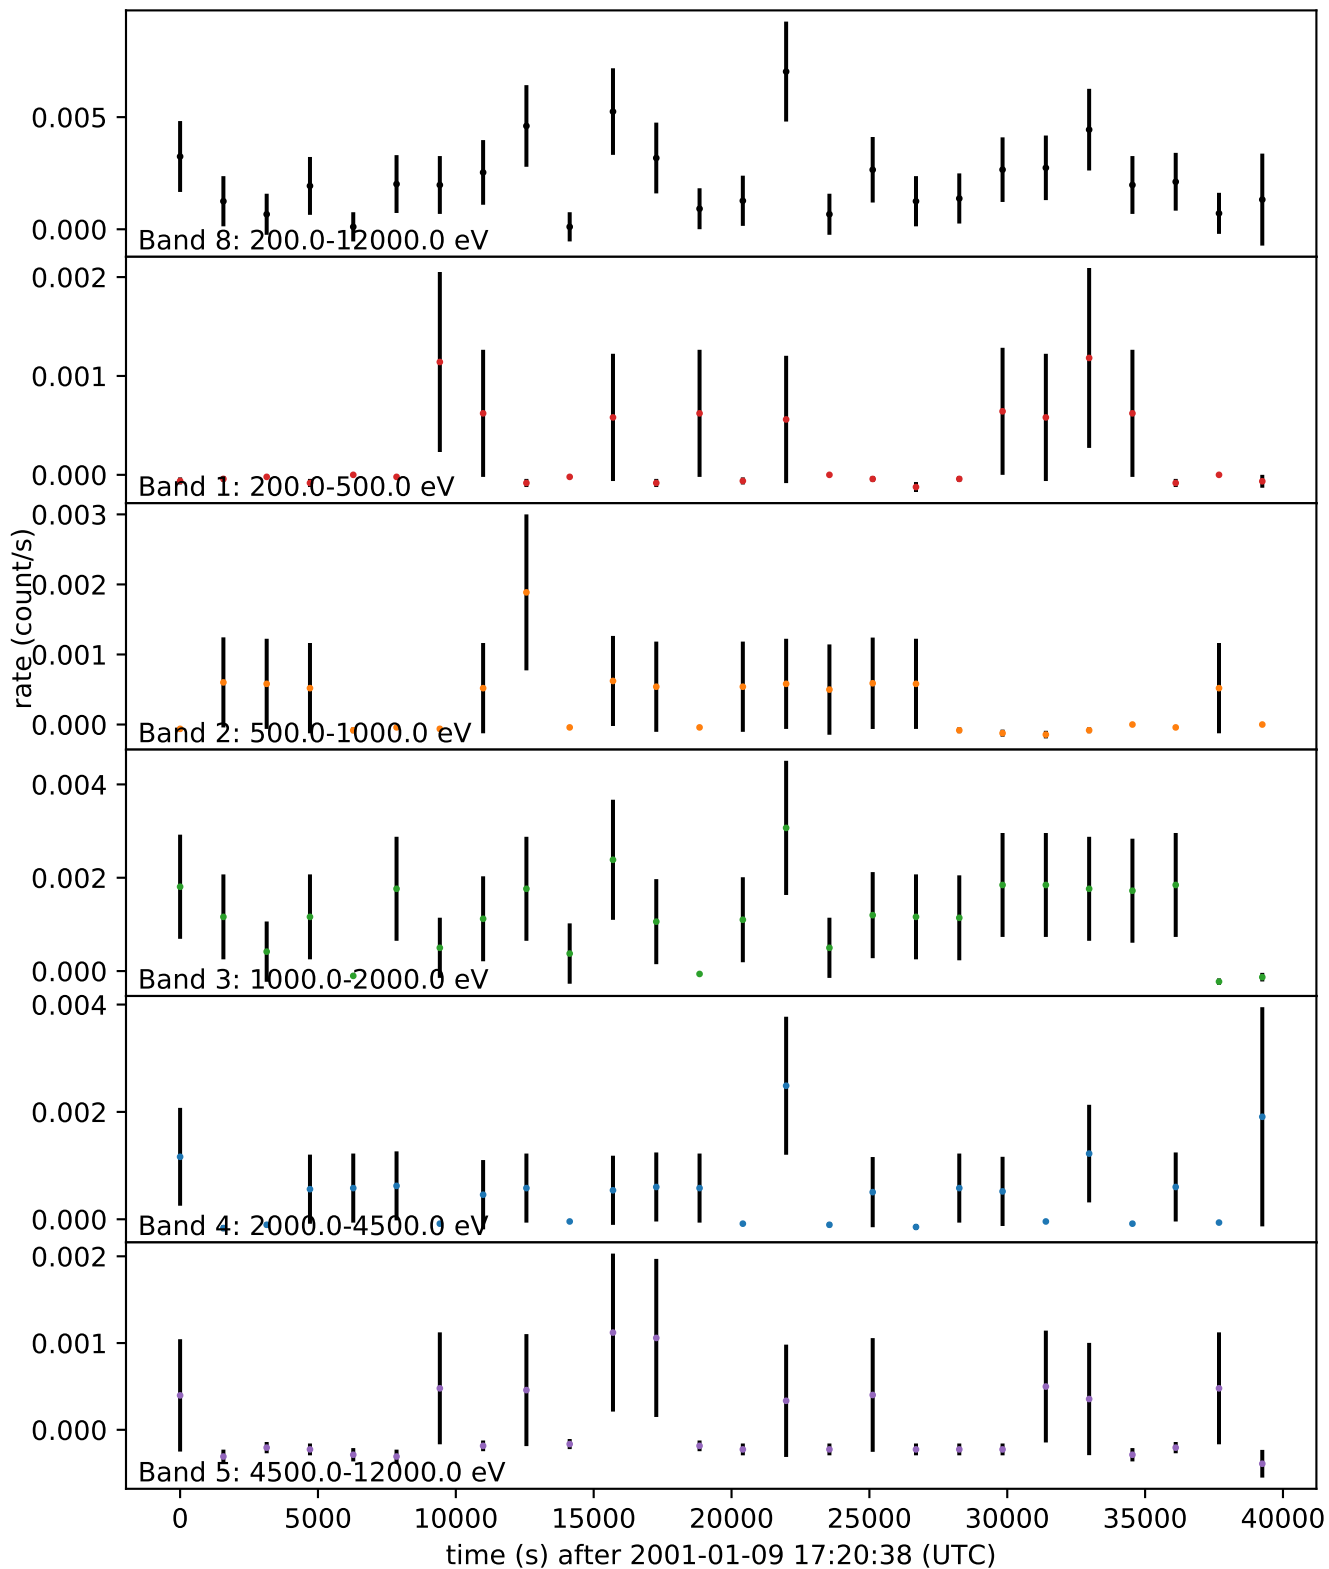 0.005
0.000
Band 8: 200.0-12000.0 eV
0.002
0.001
0.000
Band 1: 200.0-500.0 eV
rate (count/s)
0.003
0.002
0.001
0.000
Band 2: 500.0-1000.0 eV
0.004
0.002
0.000
Band 3: 1000.0-2000.0 eV
0.004
0.002
0.000
Band 4: 2000.0-4500.0 eV
0.002
0.001
0.000
Band 5: 4500.0-12000.0 eV
0 5000 10000 15000 20000 25000 30000 35000 40000
time (s) after 2001-01-09 17:20:38 (UTC)